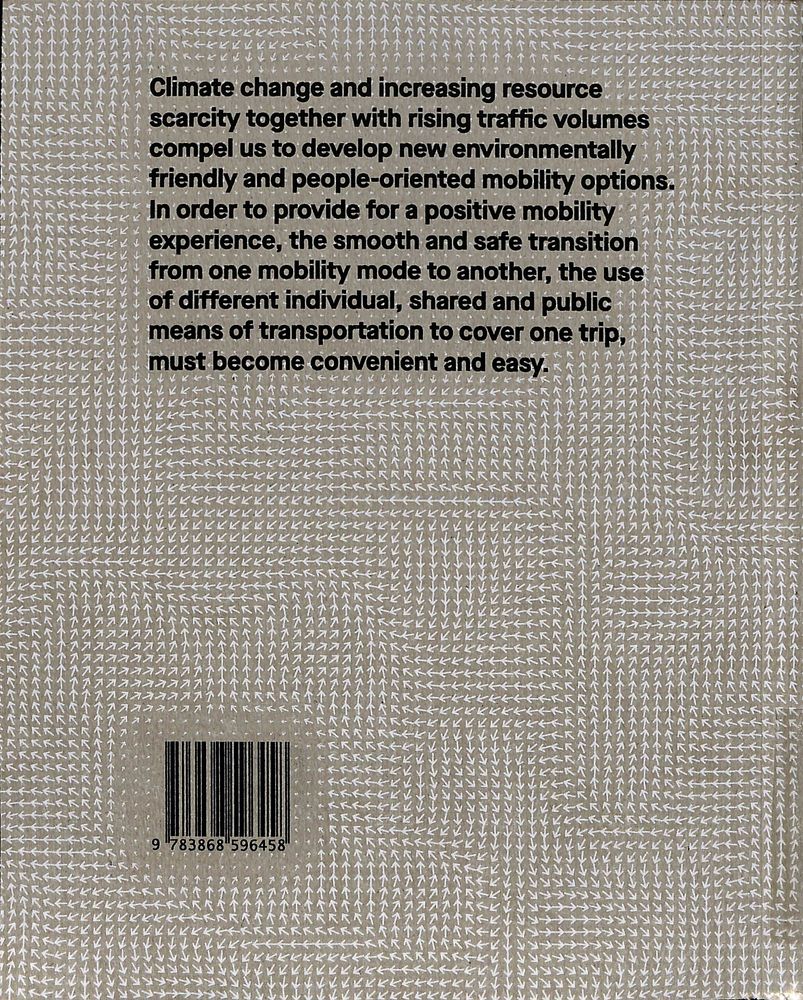 Climate change and increasing resource
scarcity together with rising traffic volumes
compel us to develop new environmentally
friendly and people-oriented mobility options.
In order to provide for a positive mobility
experience, the smooth and safe transition
from one mobility mode to another, the use
of different individual, shared and public
means of transportation to cover one trip,
must become convenient and easy.
9 783868 596458